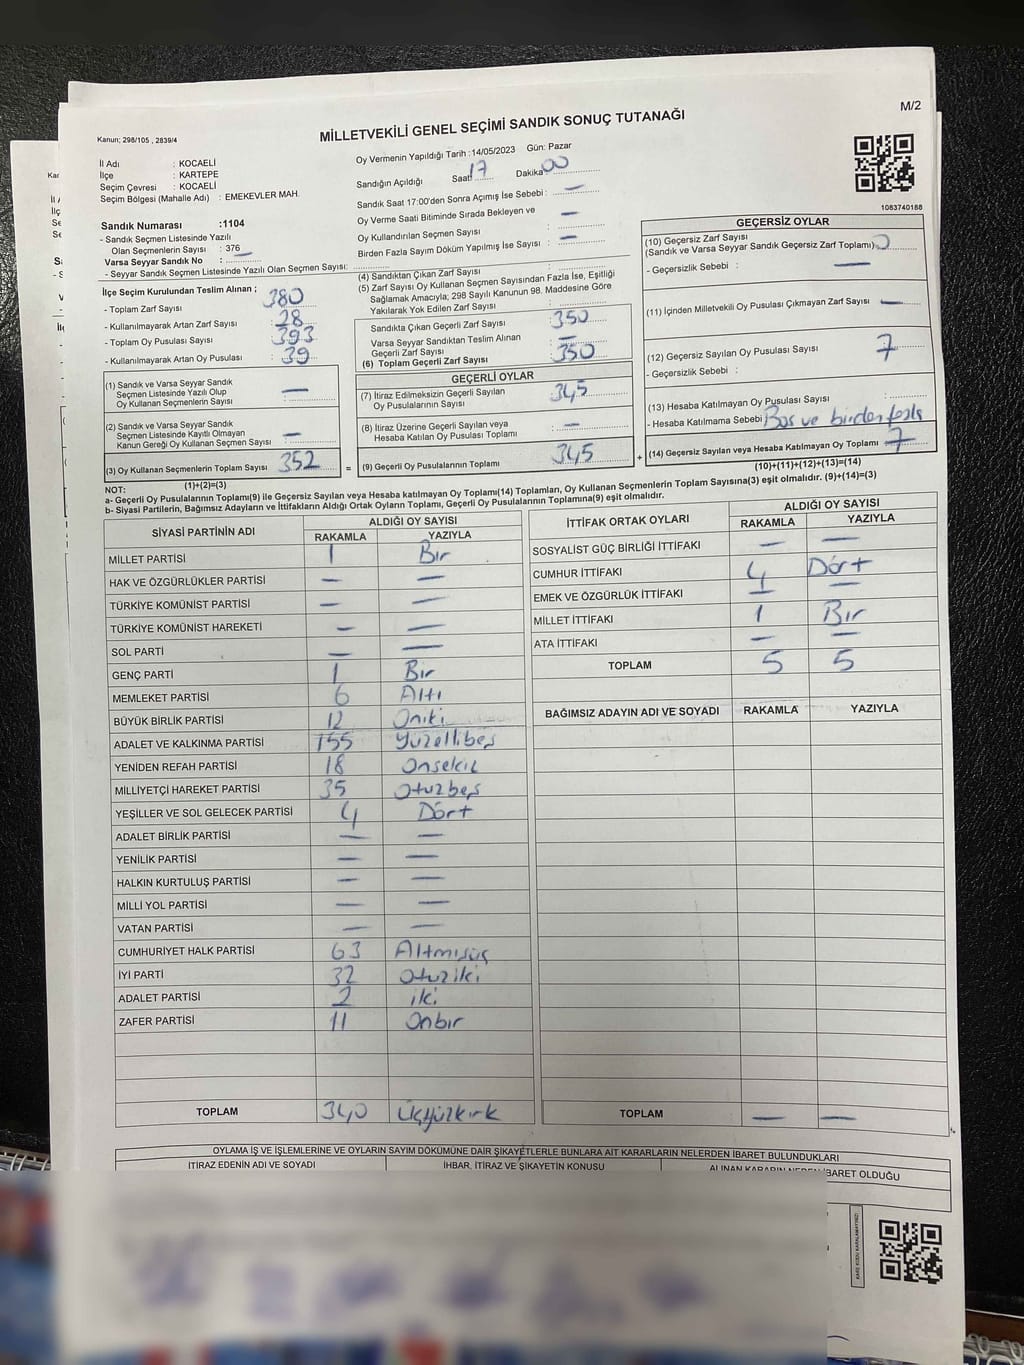 M/2
Kanun; 298/105 , 2839/4
MİLLETVEKİLİ GENEL SEÇİMİ SANDIK SONUÇ TUTANAĞI
İl Adı : KOCAELİ
İlçe : KARTEPE
Seçim Çevresi : KOCAELİ
Seçim Bölgesi (Mahalle Adı) : EMEKEVLER MAH.
Sandık Numarası :1104
- Sandık Seçmen Listesinde Yazılı
Olan Seçmenlerin Sayısı : 376
Varsa Seyyar Sandık No :
- Seyyar Sandık Seçmen Listesinde Yazılı Olan Seçmen Sayısı:
Oy Vermenin Yapıldığı Tarih :14/05/2023 Gün: Pazar
Sandığın Açıldığı Saat: 17 Dakika 00
Sandık Saat 17:00'den Sonra Açımış İse Sebebi : —
Oy Verme Saati Bitiminde Sırada Bekleyen ve
Oy Kullandırılan Seçmen Sayısı : —
Birden Fazla Sayım Döküm Yapılmış İse Sayısı : —
1083740188
İlçe Seçim Kurulundan Teslim Alınan ;
- Toplam Zarf Sayısı : 380
- Kullanılmayarak Artan Zarf Sayısı : 28
- Toplam Oy Pusulası Sayısı : 393
- Kullanılmayarak Artan Oy Pusulası : 39
(1) Sandık ve Varsa Seyyar Sandık
Seçmen Listesinde Yazılı Olup
Oy Kullanan Seçmenlerin Sayısı : —
(2) Sandık ve Varsa Seyyar Sandık
Seçmen Listesinde Kayıtlı Olmayan
Kanun Gereği Oy Kullanan Seçmen Sayısı : —
(3) Oy Kullanan Seçmenlerin Toplam Sayısı 352
(1)+(2)=(3)
(4) Sandıktan Çıkan Zarf Sayısı :
(5) Zarf Sayısı Oy Kullanan Seçmen Sayısından Fazla İse, Eşitliği
Sağlamak Amacıyla; 298 Sayılı Kanunun 98. Maddesine Göre
Yakılarak Yok Edilen Zarf Sayısı :
Sandıkta Çıkan Geçerli Zarf Sayısı : 350
Varsa Seyyar Sandıktan Teslim Alınan
Geçerli Zarf Sayısı : —
(6) Toplam Geçerli Zarf Sayısı : 350
GEÇERLİ OYLAR
(7) İtiraz Edilmeksizin Geçerli Sayılan
Oy Pusulalarının Sayısı : 345
(8) İtiraz Üzerine Geçerli Sayılan veya
Hesaba Katılan Oy Pusulası Toplamı : —
= (9) Geçerli Oy Pusulalarının Toplamı : 345 +
GEÇERSİZ OYLAR
(10) Geçersiz Zarf Sayısı
(Sandık ve Varsa Seyyar Sandık Geçersiz Zarf Toplamı)
- Geçersizlik Sebebi : —
(11) İçinden Milletvekili Oy Pusulası Çıkmayan Zarf Sayısı : —
(12) Geçersiz Sayılan Oy Pusulası Sayısı : 7
- Geçersizlik Sebebi :
(13) Hesaba Katılmayan Oy Pusulası Sayısı :
- Hesaba Katılmama Sebebi : Bos ve birden fazla
(14) Geçersiz Sayılan veya Hesaba Katılmayan Oy Toplamı : 7
(10)+(11)+(12)+(13)=(14)
NOT:
a- Geçerli Oy Pusulalarının Toplamı(9) ile Geçersiz Sayılan veya Hesaba katılmayan Oy Toplamı(14) Toplamları, Oy Kullanan Seçmenlerin Toplam Sayısına(3) eşit olmalıdır. (9)+(14)=(3)
b- Siyasi Partilerin, Bağımsız Adayların ve İttifakların Aldığı Ortak Oyların Toplamı, Geçerli Oy Pusulalarının Toplamına(9) eşit olmalıdır.
SİYASİ PARTİNİN ADI ALDIĞI OY SAYISI
RAKAMLA YAZIYLA
MİLLET PARTİSİ 1 Bir
HAK VE ÖZGÜRLÜKLER PARTİSİ — —
TÜRKİYE KOMÜNİST PARTİSİ — —
TÜRKİYE KOMÜNİST HAREKETİ — —
SOL PARTİ — —
GENÇ PARTİ 1 Bir
MEMLEKET PARTİSİ 6 Altı
BÜYÜK BİRLİK PARTİSİ 12 Oniki
ADALET VE KALKINMA PARTİSİ 155 Yüzellibeş
YENİDEN REFAH PARTİSİ 18 Onsekiz
MİLLİYETÇİ HAREKET PARTİSİ 35 Otuzbeş
YEŞİLLER VE SOL GELECEK PARTİSİ 4 Dört
ADALET BİRLİK PARTİSİ — —
YENİLİK PARTİSİ — —
HALKIN KURTULUŞ PARTİSİ — —
MİLLİ YOL PARTİSİ — —
VATAN PARTİSİ — —
CUMHURİYET HALK PARTİSİ 63 Altmışüç
İYİ PARTİ 32 Otuziki
ADALET PARTİSİ 2 iki
ZAFER PARTİSİ 11 Onbir
TOPLAM 340 Üçyüzkırk
İTTİFAK ORTAK OYLARI ALDIĞI OY SAYISI
RAKAMLA YAZIYLA
SOSYALİST GÜÇ BİRLİĞİ İTTİFAKI — —
CUMHUR İTTİFAKI 4 Dört
EMEK VE ÖZGÜRLÜK İTTİFAKI — —
MİLLET İTTİFAKI 1 Bir
ATA İTTİFAKI — —
TOPLAM 5 5
BAĞIMSIZ ADAYIN ADI VE SOYADI RAKAMLA YAZIYLA
TOPLAM — —
OYLAMA İŞ VE İŞLEMLERİNE VE OYLARIN SAYIM DÖKÜMÜNE DAİR ŞİKAYETLERLE BUNLARA AİT KARARLARIN NELERDEN İBARET BULUNDUKLARI
İTİRAZ EDENİN ADI VE SOYADI İHBAR, İTİRAZ VE ŞİKAYETİN KONUSU ALINAN KARARIN NEDEN İBARET OLDUĞU